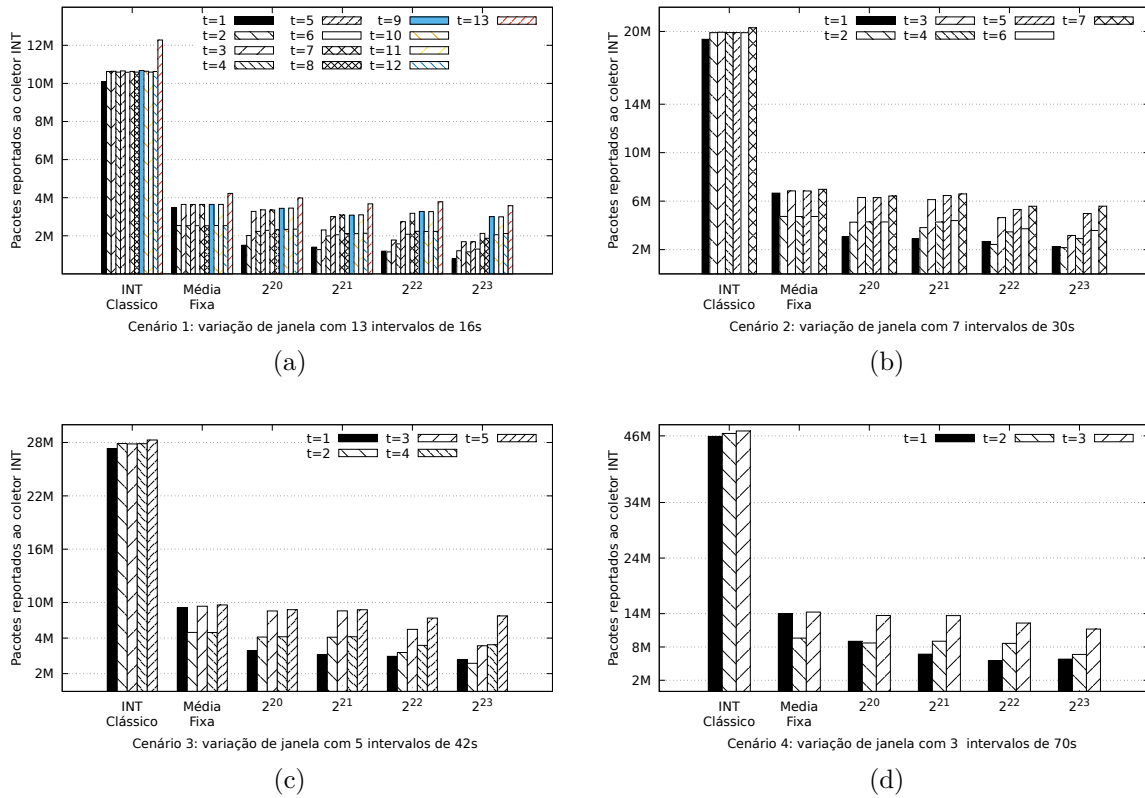 t=1 t=5 t=9 t=13
t=2 t=6 t=10
t=3 t=7 t=11
t=4 t=8 t=12
Pacotes reportados ao coletor INT
12M
10M
8M
6M
4M
2M
INT Classico Média Fixa 2^20 2^21 2^22 2^23
Cenário 1: variação de janela com 13 intervalos de 16s
(a)
t=1 t=3 t=5 t=7
t=2 t=4 t=6
Pacotes reportados ao coletor INT
20M
14M
10M
6M
2M
INT Clássico Média Fixa 2^20 2^21 2^22 2^23
Cenário 2: variação de janela com 7 intervalos de 30s
(b)
t=1 t=3 t=5
t=2 t=4
Pacotes reportados ao coletor INT
28M
22M
16M
10M
4M
2M
INT Clássico Média Fixa 2^20 2^21 2^22 2^23
Cenário 3: variação de janela com 5 intervalos de 42s
(c)
t=1 t=2 t=3
Pacotes reportados ao coletor INT
46M
34M
24M
14M
8M
2M
INT Clássico Média Fixa 2^20 2^21 2^22 2^23
Cenário 4: variação de janela com 3 intervalos de 70s
(d)